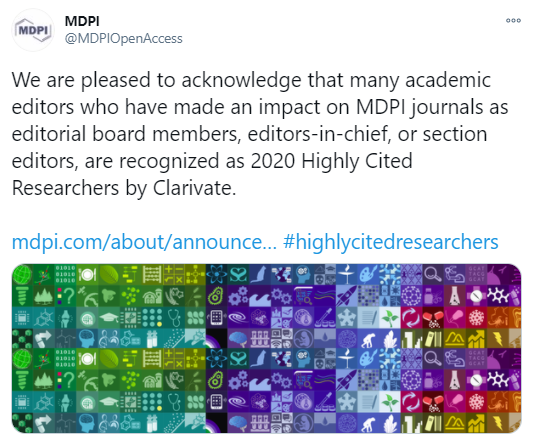 MDPI
MDPI
@MDPIOpenAccess
We are pleased to acknowledge that many academic
editors who have made an impact on MDPI journals as
editorial board members, editors-in-chief, or section
editors, are recognized as 2020 Highly Cited
Researchers by Clarivate.
mdpi.com/about/announce... #highlycitedresearchers